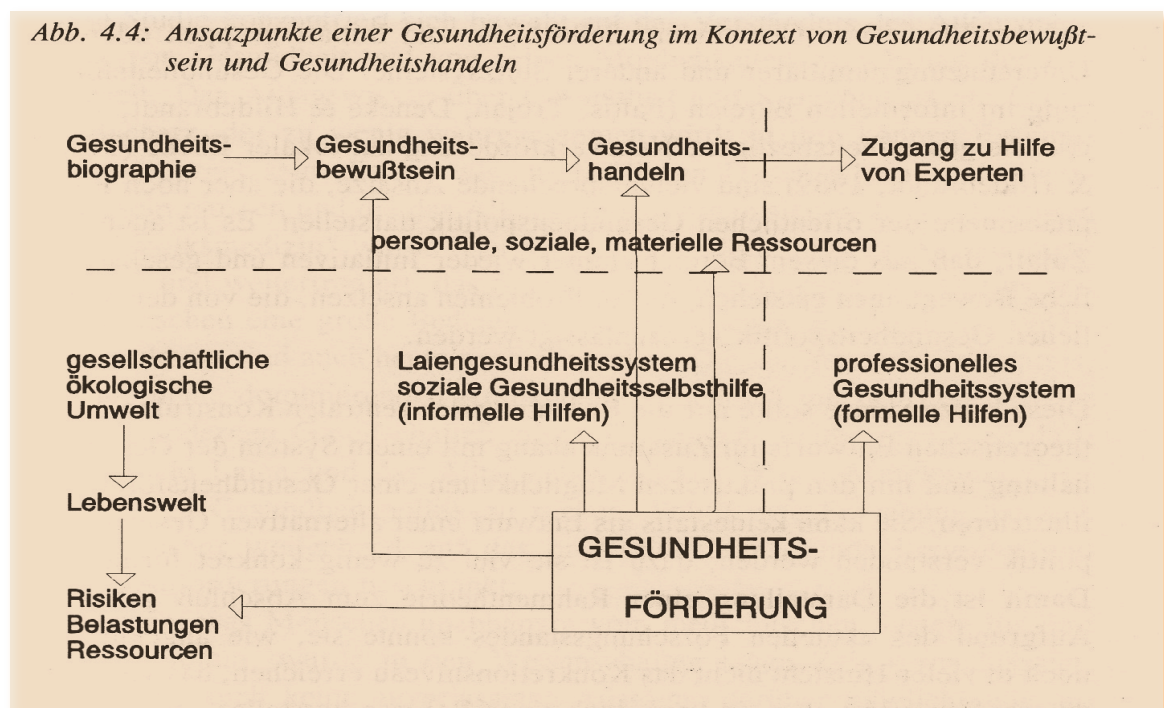 Abb. 4.4: Ansatzpunkte einer Gesundheitsförderung im Kontext von Gesundheitsbewußt-
sein und Gesundheitshandeln
Gesundheits-
biographie
Gesundheits-
bewußtsein
Gesundheits-
handeln
Zugang zu Hilfe
von Experten
personale, soziale, materielle Ressourcen
gesellschaftliche
ökologische
Umwelt
Laiengesundheitssystem
soziale Gesundheitsselbsthilfe
(informelle Hilfen)
professionelles
Gesundheitssystem
(formelle Hilfen)
Lebenswelt
GESUNDHEITS-
FÖRDERUNG
Risiken
Belastungen
Ressourcen